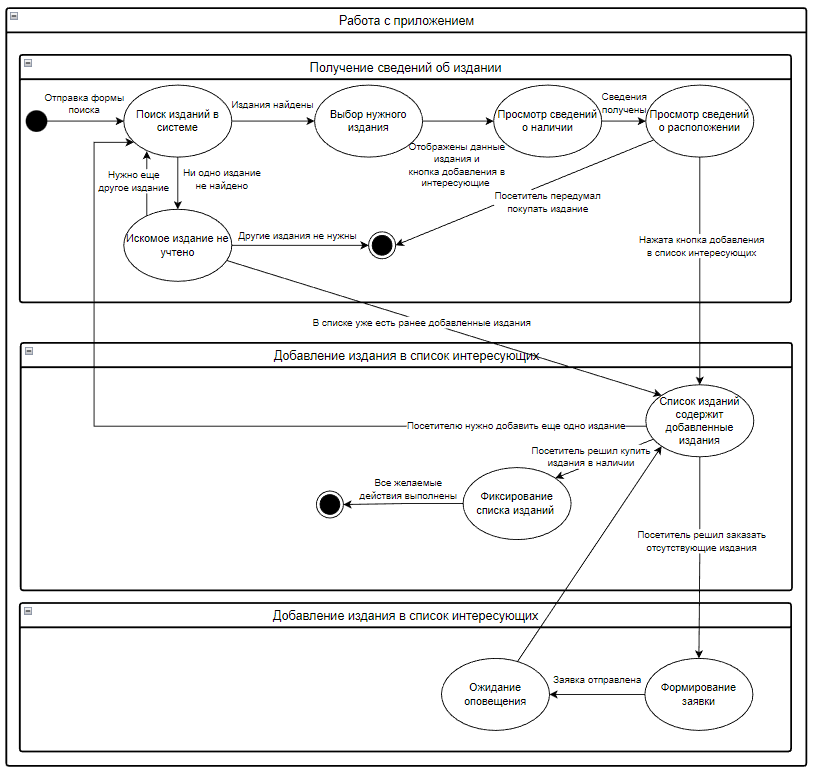 Работа с приложением
Получение сведений об издании
Отправка формы
поиска
Поиск изданий в
системе
Издания найдены
Выбор нужного
издания
Просмотр сведений
о наличии
Сведения
получены
Просмотр сведений
о расположении
Отображены данные
издания и
кнопка добавления в
интересующие
Нужно еще
другое издание
Ни одно издание
не найдено
Посетитель передумал
покупать издание
Искомое издание не
учтено
Другие издания не нужны
Нажата кнопка добавления
в список интересующих
В списке уже есть ранее добавленные издания
Добавление издания в список интересующих
Список изданий
содержит
добавленные
издания
Посетителю нужно добавить еще одно издание
Посетитель решил купить
издания в наличии
Все желаемые
действия выполнены
Фиксирование
списка изданий
Посетитель решил заказать
отсутствующие издания
Добавление издания в список интересующих
Ожидание
оповещения
Заявка отправлена
Формирование
заявки